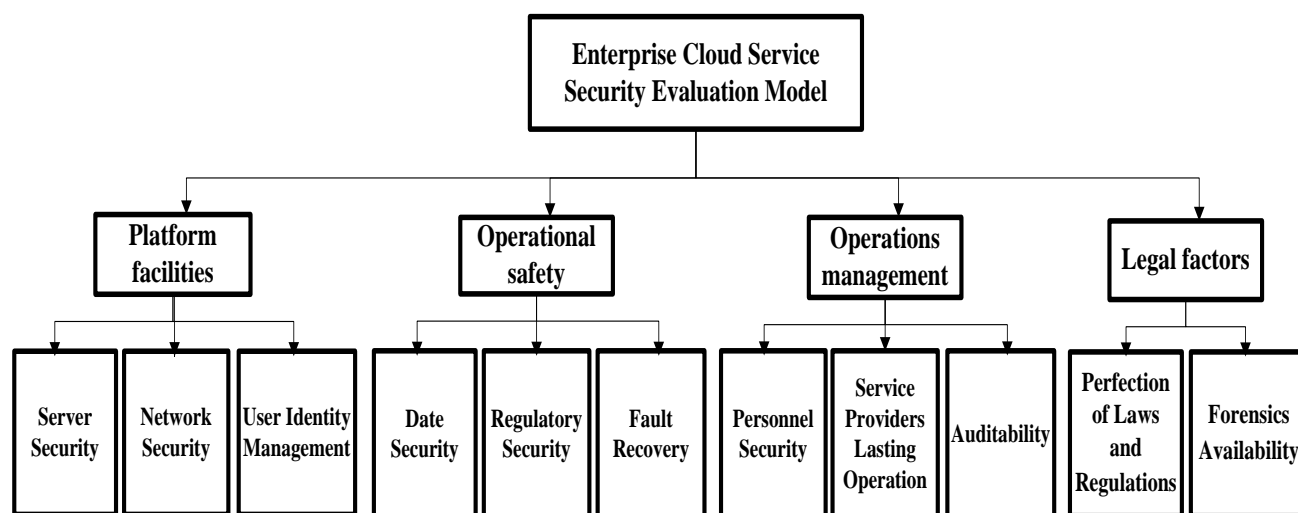 Enterprise Cloud Service
Security Evaluation Model
Platform
facilities
Operational
safety
Operations
management
Legal factors
Server
Security
Network
Security
User Identity
Management
Date
Security
Regulatory
Security
Fault
Recovery
Personnel
Security
Service
Providers
Lasting
Operation
Auditability
Perfection
of Laws
and
Regulations
Forensics
Availability